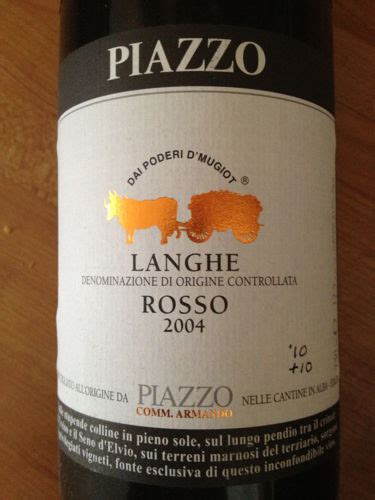 PIAZZO
DAI PODERI D'MUGIOT ®
LANGHE
DENOMINAZIONE DI ORIGINE CONTROLLATA
ROSSO
2004
'10
+10
ALL'ORIGINE DA PIAZZO NELLE CANTINE IN ALBA
COMM. ARMANDO
stupende colline in pieno sole, sul lungo pendio tra il
e il Seno d'Elvio, sui terreni marnosi del terziario,
vigneti, fonte esclusiva di questo inconfondibile